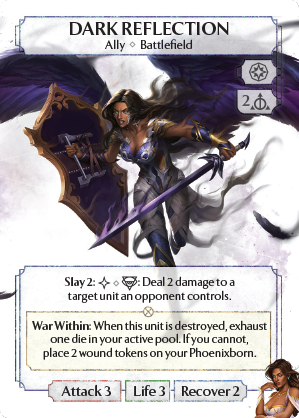 DARK REFLECTION
Ally ◇ Battlefield
2
Slay 2: ◇ : Deal 2 damage to a
target unit an opponent controls.
War Within: When this unit is destroyed, exhaust
one die in your active pool. If you cannot,
place 2 wound tokens on your Phoenixborn.
Attack 3 Life 3 Recover 2